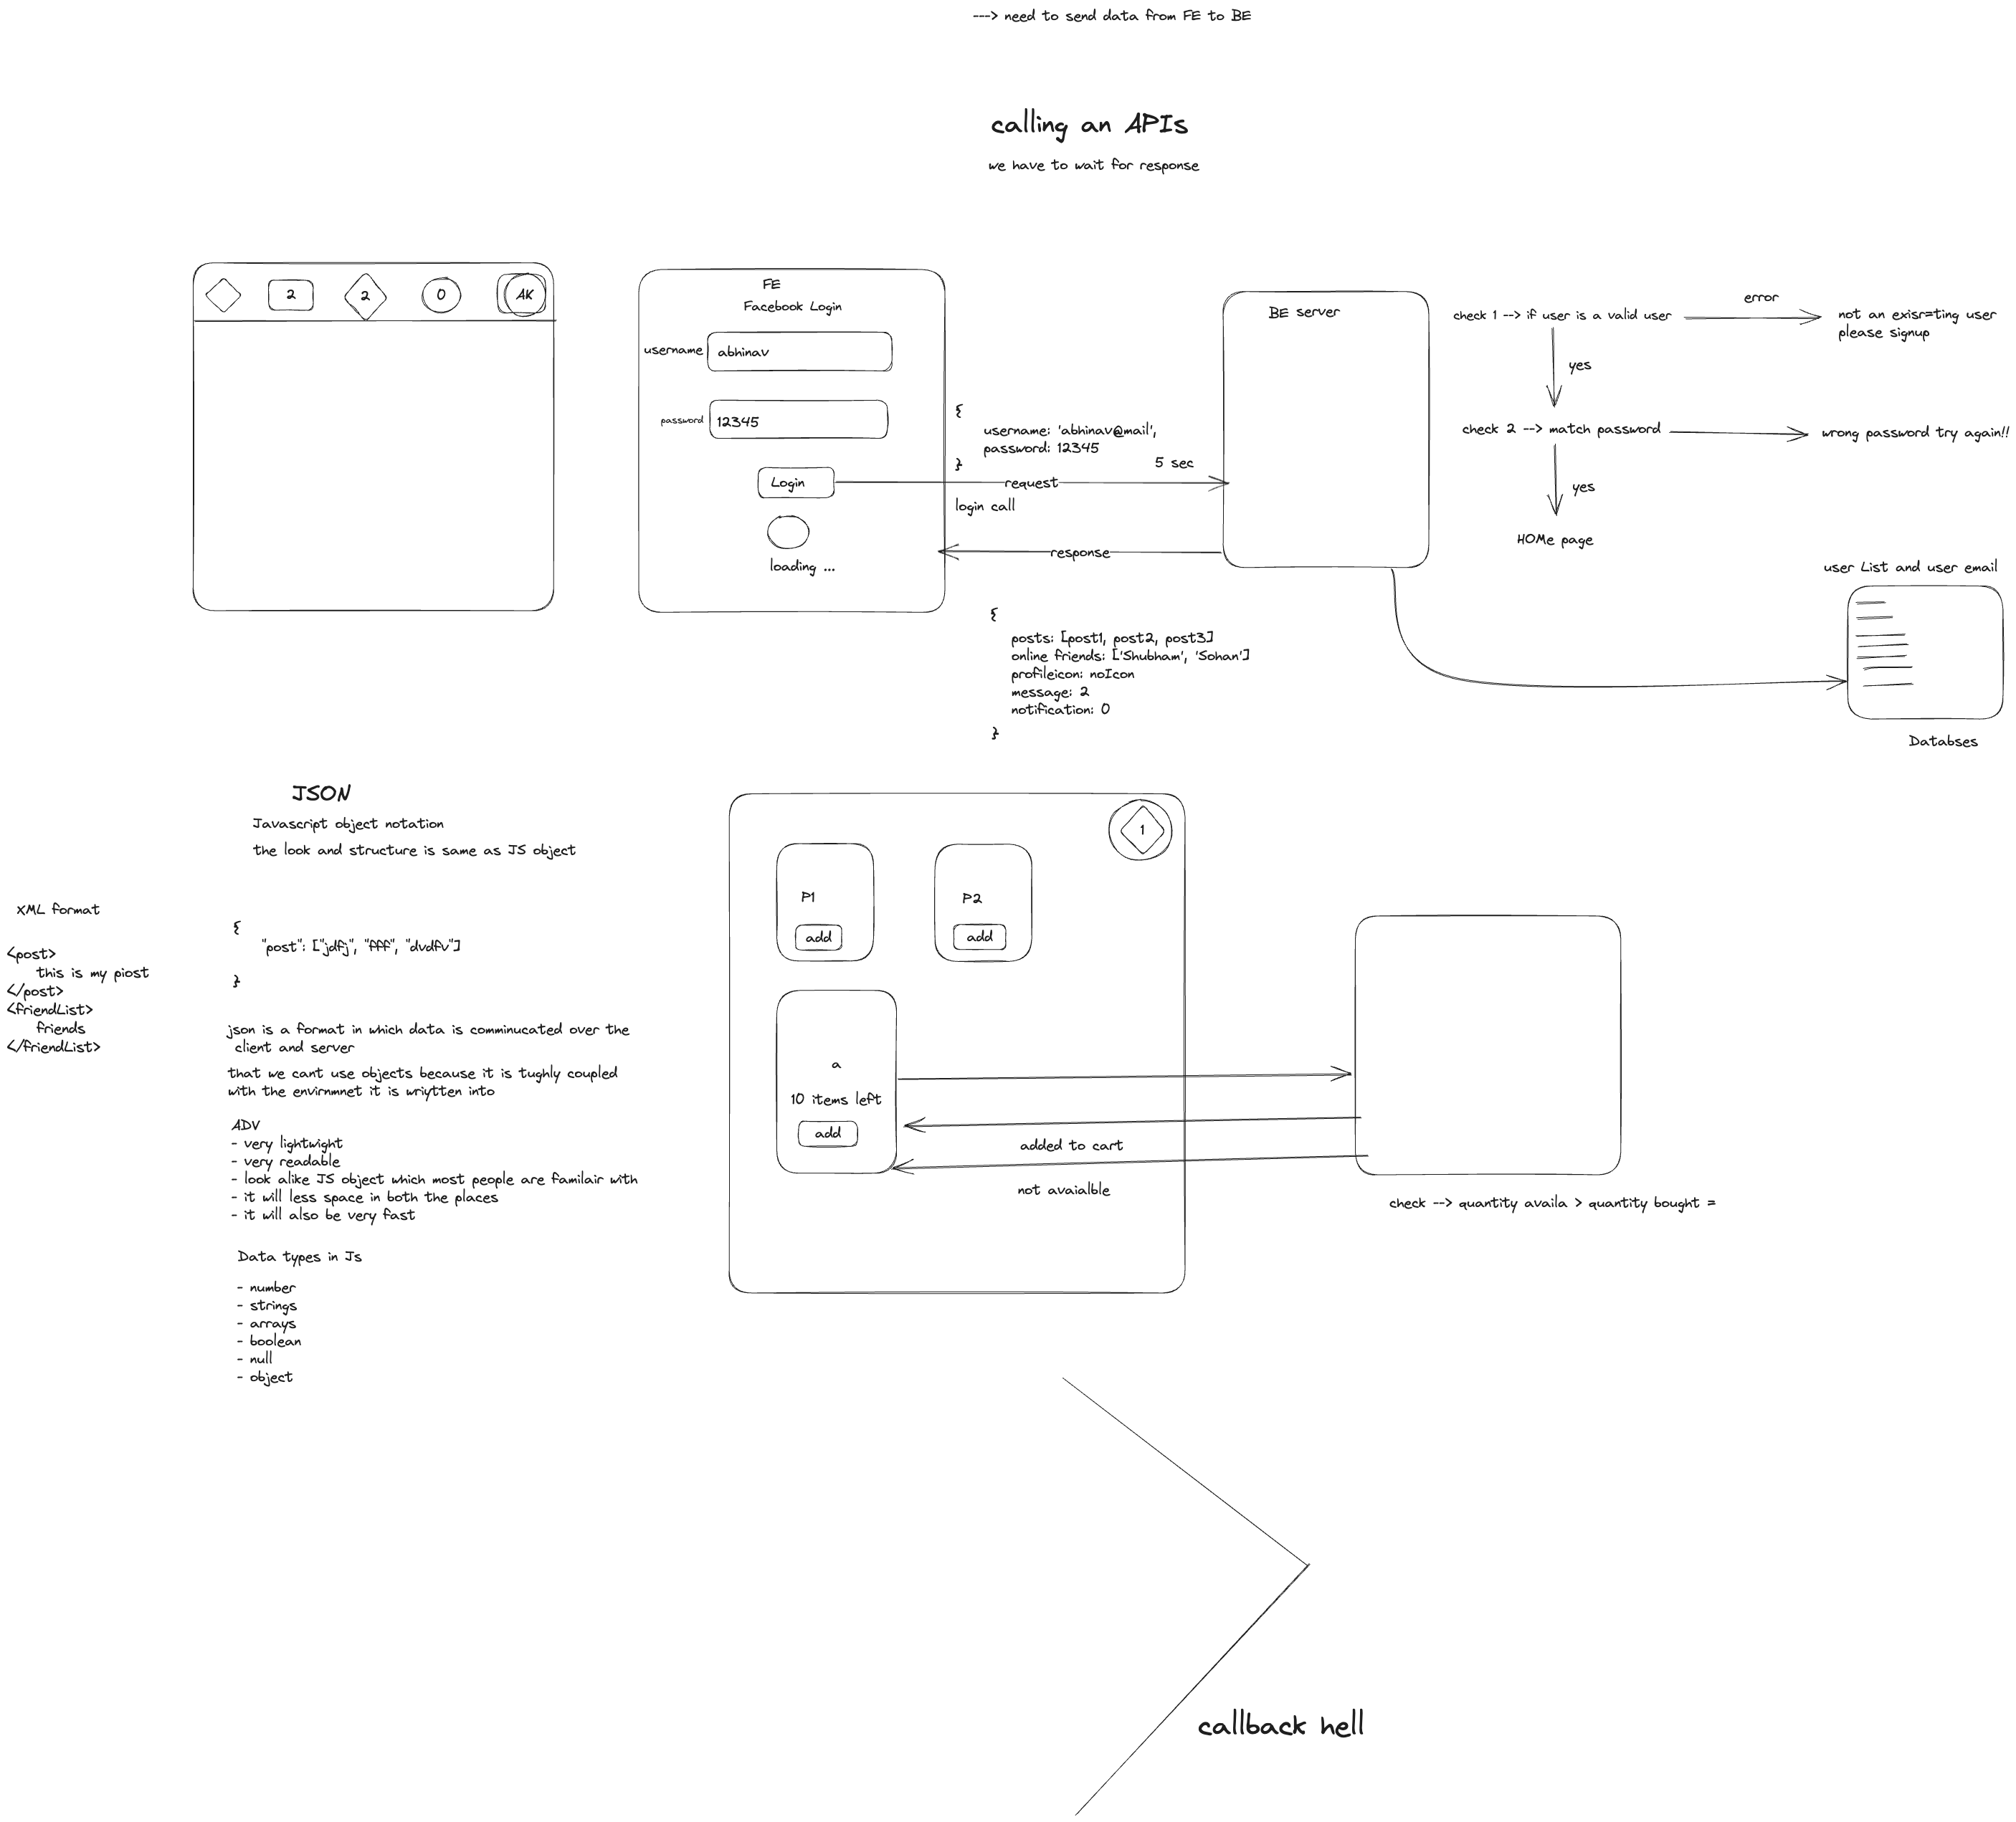 ---> need to send data from FE to BE
calling an APIs
we have to wait for response
2
2
0
AK
FE
Facebook Login
username
abhinav
password
12345
Login
loading ...
{
username: 'abhinav@mail',
password: 12345
}
5 sec
request
login call
response
{
posts: [post1, post2, post3]
online friends: ['Shubham', 'Sohan']
profileicon: noIcon
message: 2
notification: 0
}
BE server
check 1 --> if user is a valid user
error
not an exisr=ting user
please signup
yes
check 2 --> match password
wrong password try again!!
yes
HOMe page
user List and user email
Databses
JSON
Javascript object notation
the look and structure is same as JS object
XML format
<post>
this is my piost
</post>
<friendList>
friends
</friendList>
{
"post": ["jdfj", "fff", "dvdfv"]
}
json is a format in which data is comminucated over the
client and server
that we cant use objects because it is tughly coupled
with the envirnmnet it is wriytten into
ADV
- very lightwight
- very readable
- look alike JS object which most people are familair with
- it will less space in both the places
- it will also be very fast
Data types in Js
- number
- strings
- arrays
- boolean
- null
- object
1
P1
add
P2
add
a
10 items left
add
added to cart
not avaialble
check --> quantity availa > quantity bought =
callback hell